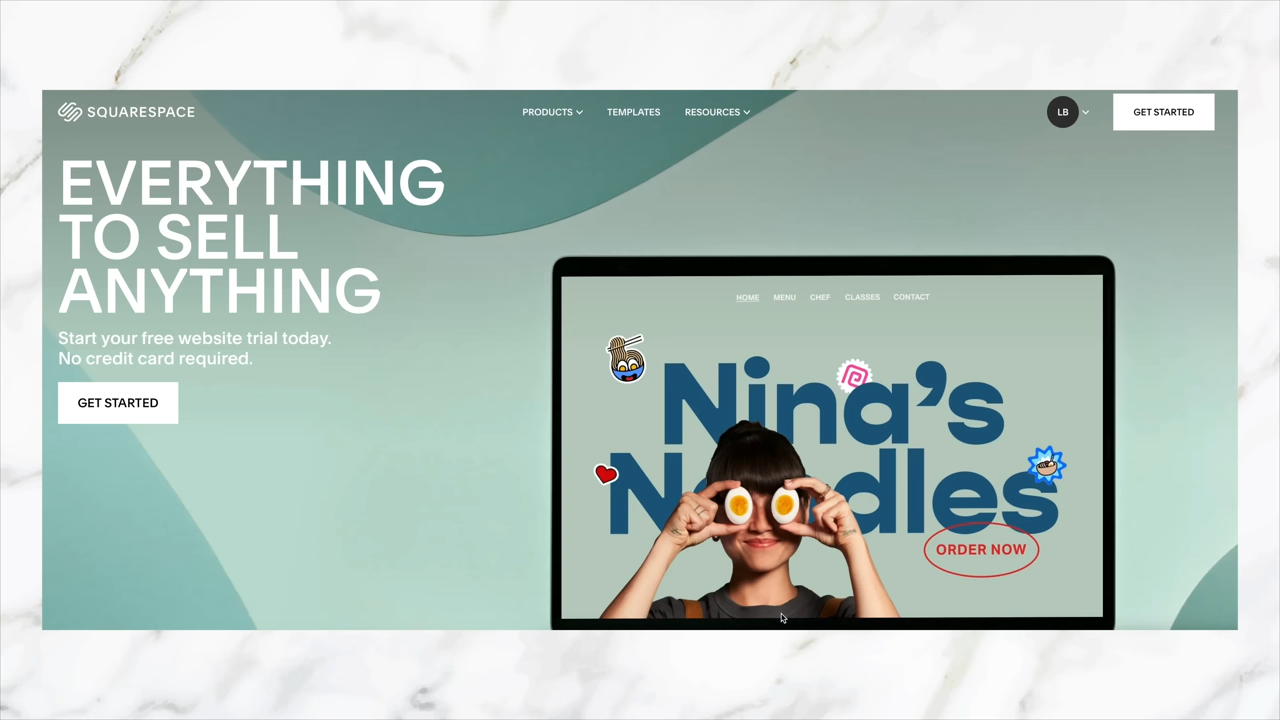 SQUARESPACE
PRODUCTS
TEMPLATES
RESOURCES
LB
GET STARTED
EVERYTHING
TO SELL
ANYTHING
Start your free website trial today.
No credit card required.
GET STARTED
HOME
MENU
CHEF
CLASSES
CONTACT
Nina's
Noodles
ORDER NOW